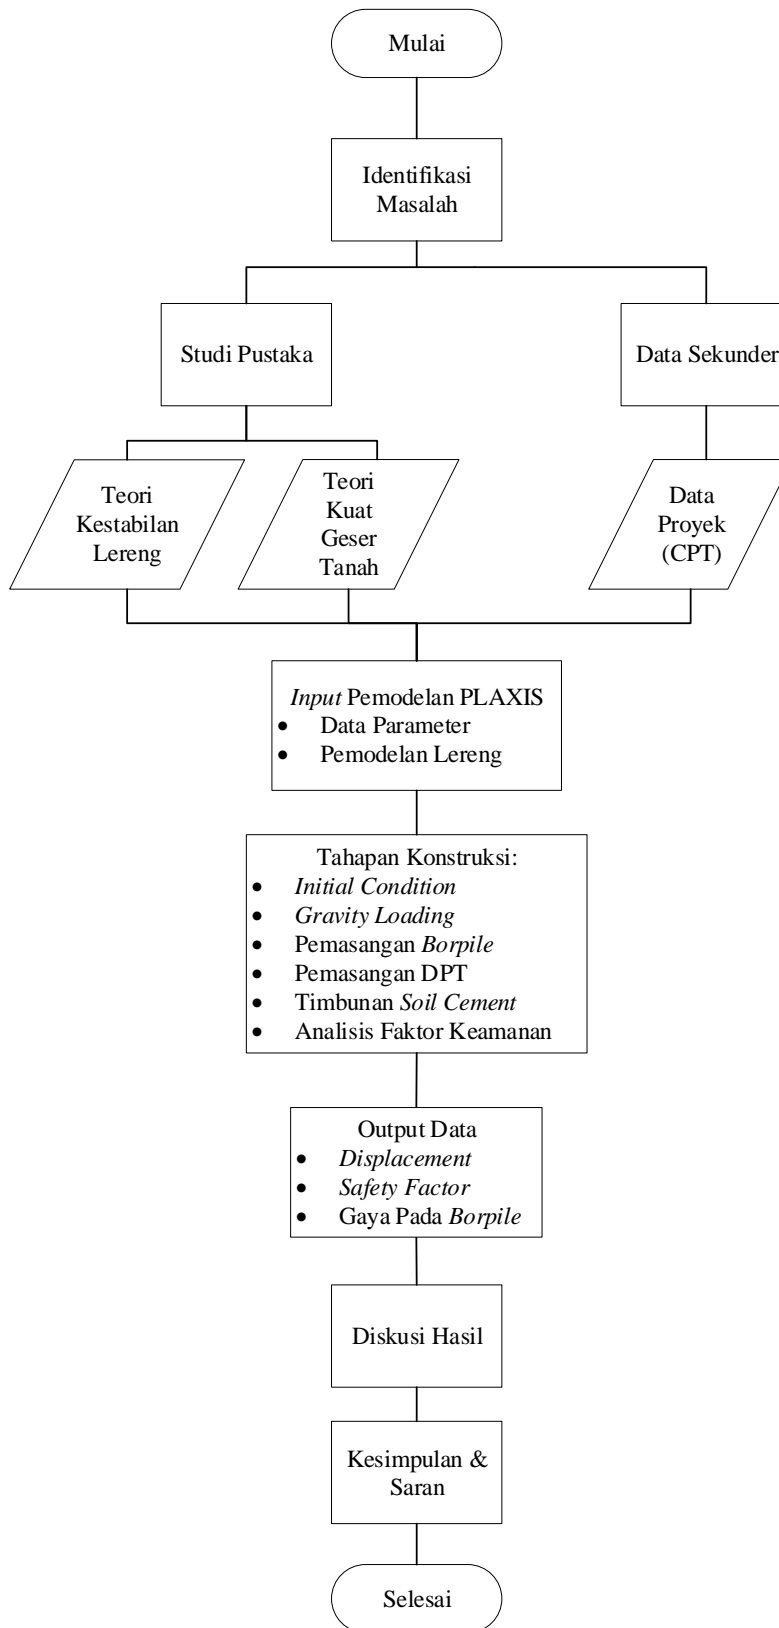 Mulai
Identifikasi
Masalah
Studi Pustaka
Data Sekunder
Teori
Kestabilan
Lereng
Teori
Kuat
Geser
Tanah
Data
Proyek
(CPT)
Input Pemodelan PLAXIS
• Data Parameter
• Pemodelan Lereng
Tahapan Konstruksi:
• Initial Condition
• Gravity Loading
• Pemasangan Borpile
• Pemasangan DPT
• Timbunan Soil Cement
• Analisis Faktor Keamanan
Output Data
• Displacement
• Safety Factor
• Gaya Pada Borpile
Diskusi Hasil
Kesimpulan &
Saran
Selesai